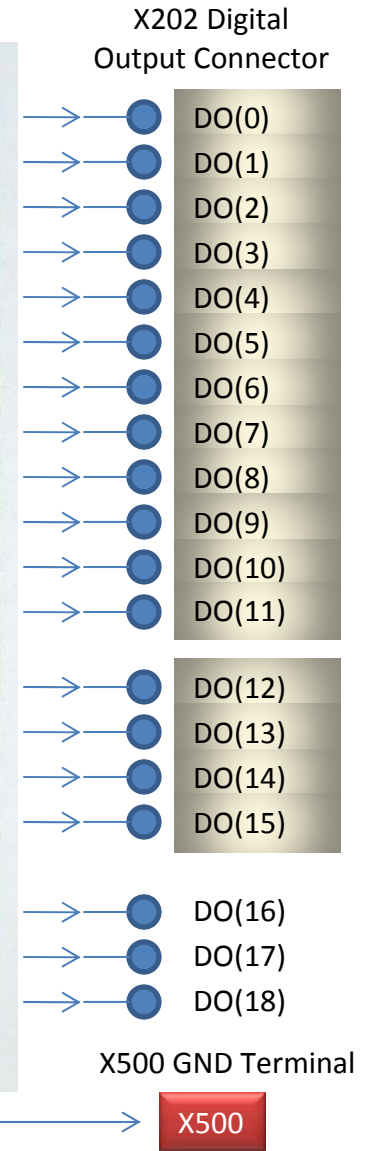 X202 Digital
Output Connector
DO(0)
DO(1)
DO(2)
DO(3)
DO(4)
DO(5)
DO(6)
DO(7)
DO(8)
DO(9)
DO(10)
DO(11)
DO(12)
DO(13)
DO(14)
DO(15)
DO(16)
DO(17)
DO(18)
X500 GND Terminal
X500